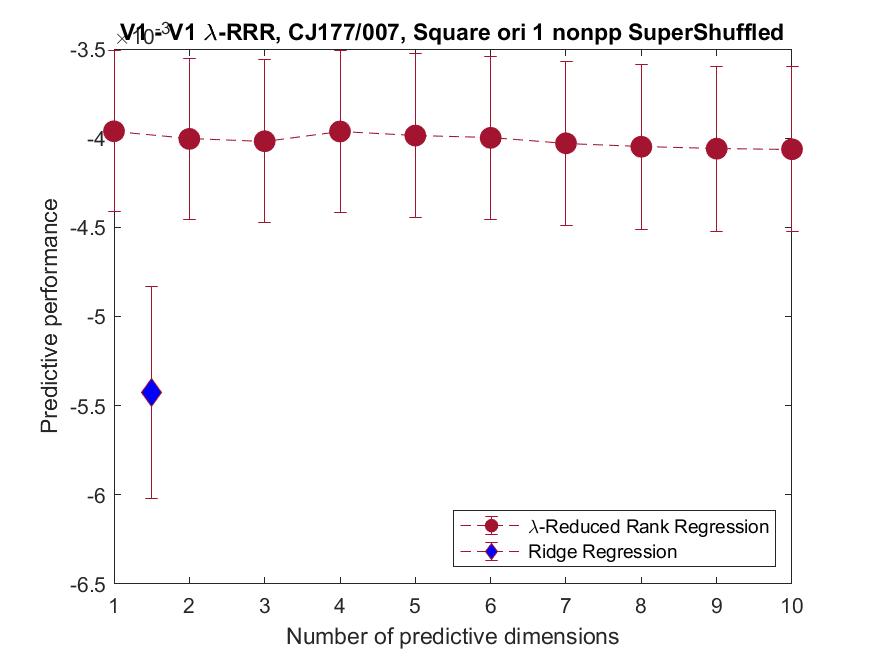 V1 - V1 λ-RRR, CJ177/007, Square ori 1 nonpp SuperShuffled
×10-3
-3.5
-4
-4.5
-5
-5.5
-6
-6.5
Predictive performance
λ-Reduced Rank Regression
Ridge Regression
1 2 3 4 5 6 7 8 9 10
Number of predictive dimensions